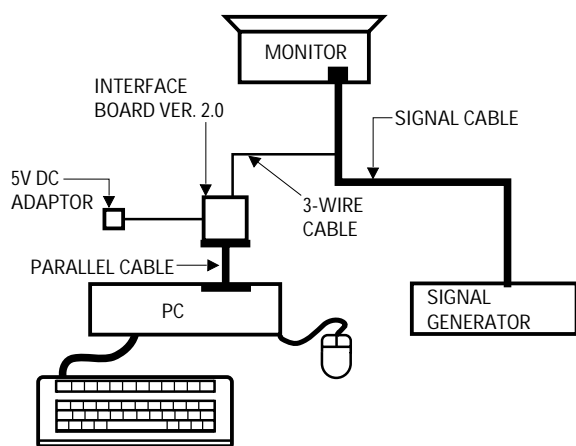 MONITOR
INTERFACE
BOARD VER. 2.0
SIGNAL CABLE
5V DC
ADAPTOR
3-WIRE
CABLE
PARALLEL CABLE
PC
SIGNAL
GENERATOR